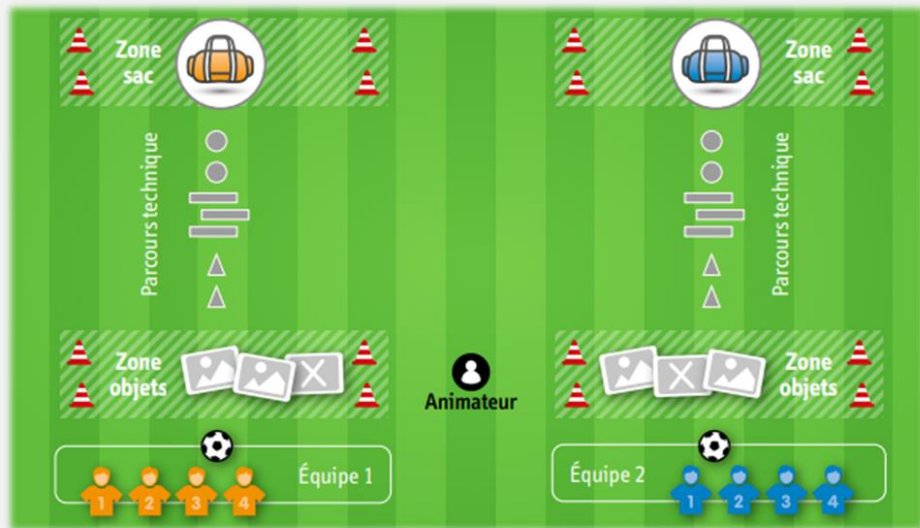 Zone
sac
Zone
sac
Parcours technique
Parcours technique
Zone
objets
Zone
objets
Animateur
Équipe 1
1
2
3
4
Équipe 2
1
2
3
4